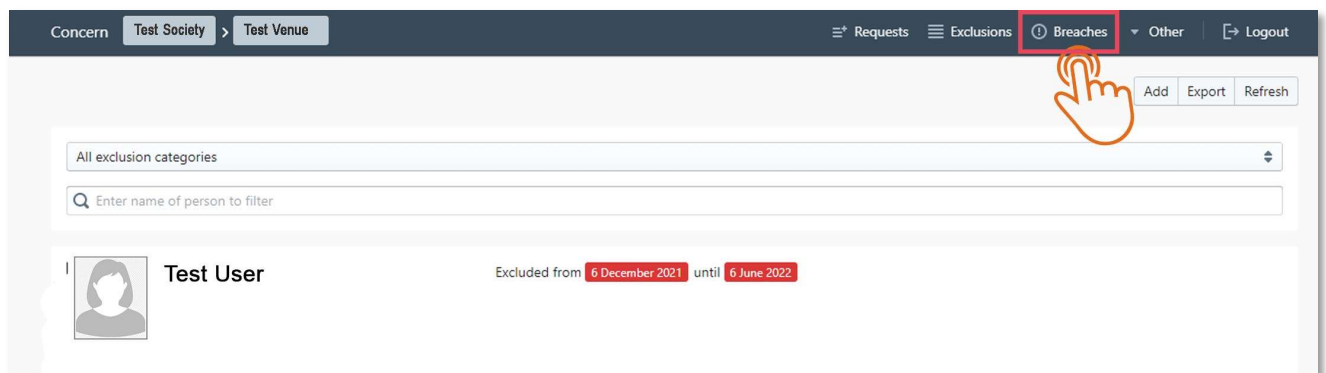 Concern Test Society > Test Venue Requests Exclusions Breaches Other Logout
Add Export Refresh
All exclusion categories
Enter name of person to filter
Test User Excluded from 6 December 2021 until 6 June 2022